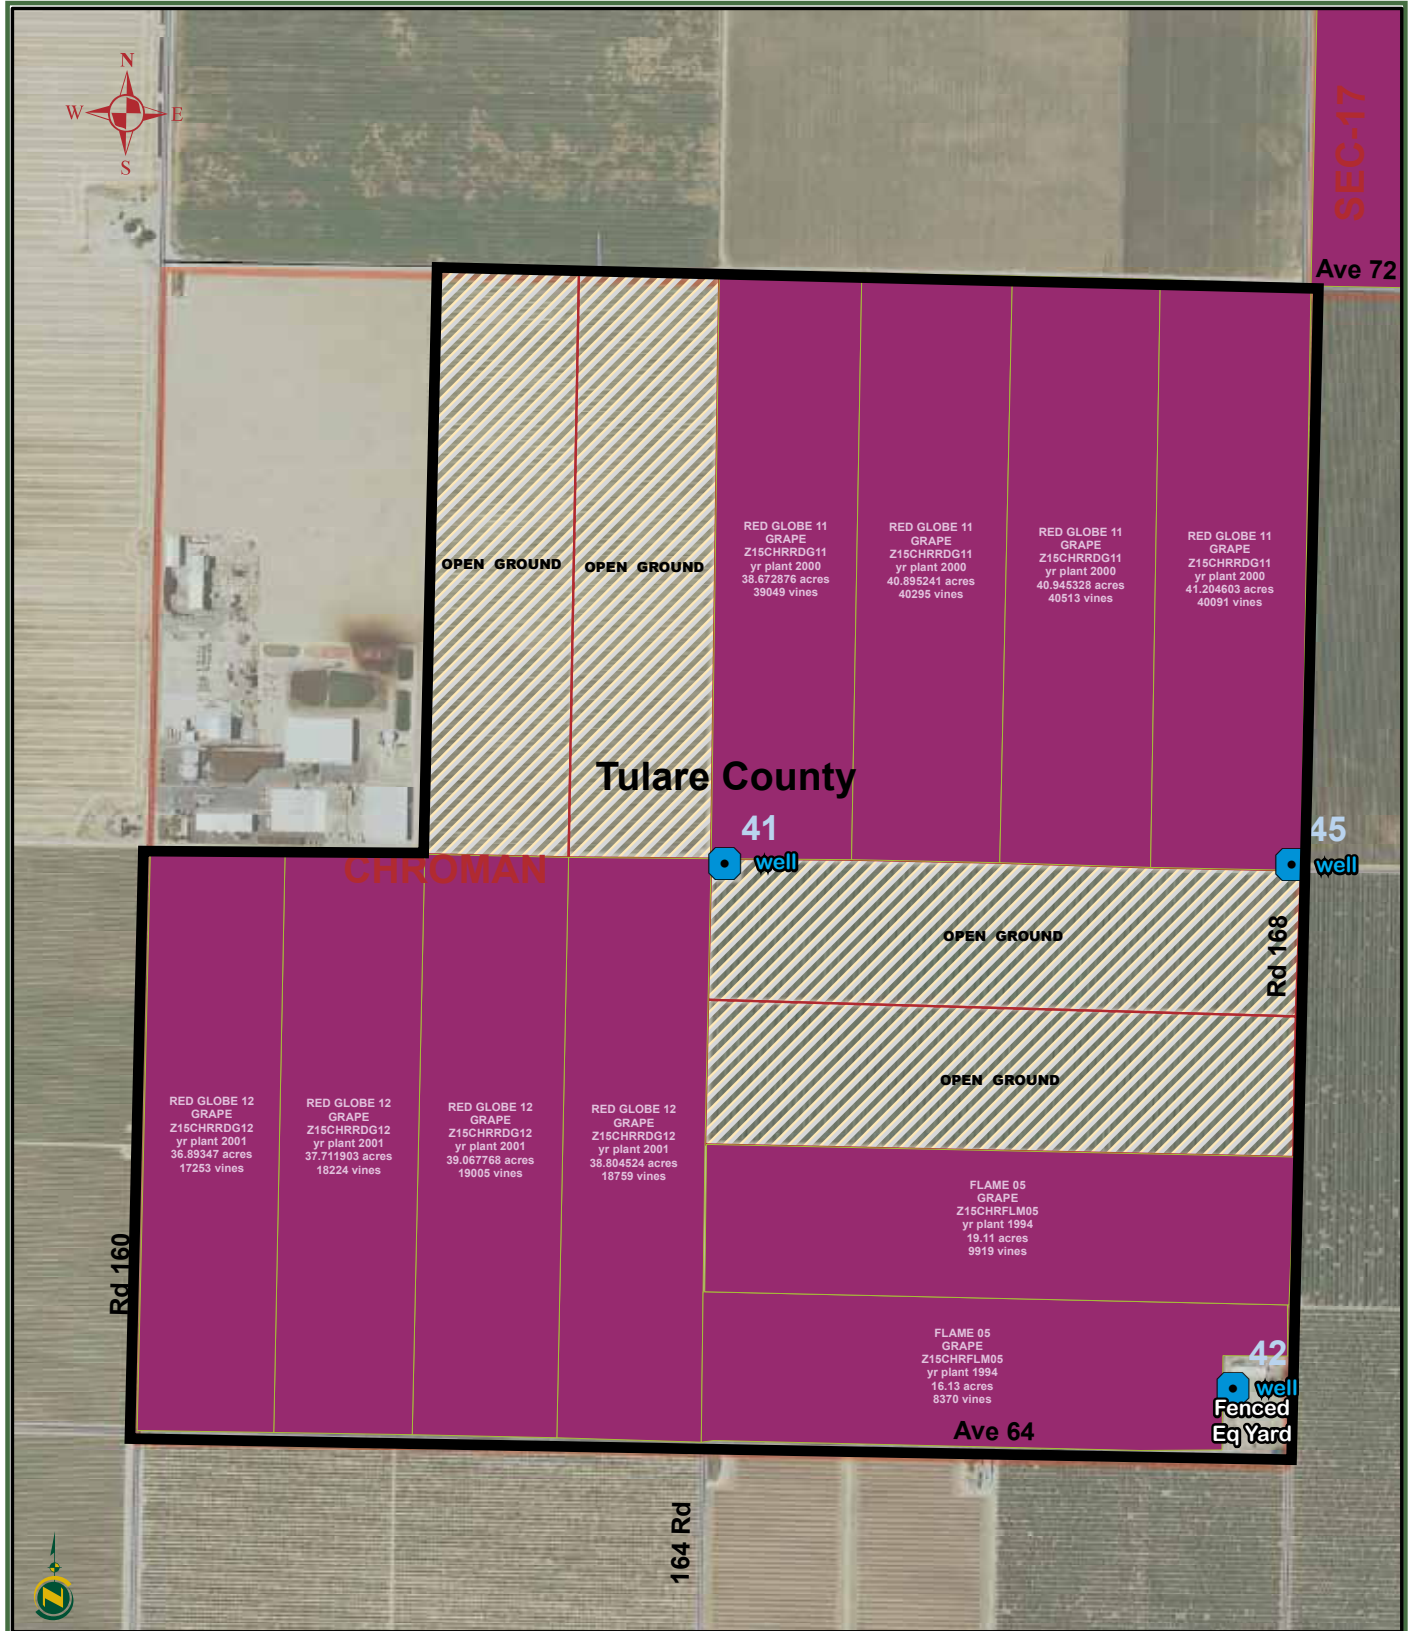 N
W E
S
SEC-17
Ave 72
OPEN GROUND
OPEN GROUND
RED GLOBE 11
GRAPE
Z15CHRRDG11
yr plant 2000
38.672876 acres
39049 vines
RED GLOBE 11
GRAPE
Z15CHRRDG11
yr plant 2000
40.895241 acres
40295 vines
RED GLOBE 11
GRAPE
Z15CHRRDG11
yr plant 2000
40.945328 acres
40513 vines
RED GLOBE 11
GRAPE
Z15CHRRDG11
yr plant 2000
41.204603 acres
40091 vines
Tulare County
41
well
45
well
CHROMAN
OPEN GROUND
Rd 168
OPEN GROUND
RED GLOBE 12
GRAPE
Z15CHRRDG12
yr plant 2001
36.89347 acres
17253 vines
RED GLOBE 12
GRAPE
Z15CHRRDG12
yr plant 2001
37.711903 acres
18224 vines
RED GLOBE 12
GRAPE
Z15CHRRDG12
yr plant 2001
39.067768 acres
19005 vines
RED GLOBE 12
GRAPE
Z15CHRRDG12
yr plant 2001
38.804524 acres
18759 vines
FLAME 05
GRAPE
Z15CHRFLM05
yr plant 1994
19.11 acres
9919 vines
Rd 160
FLAME 05
GRAPE
Z15CHRFLM05
yr plant 1994
16.13 acres
8370 vines
42
well
Fenced
Eq Yard
Ave 64
164 Rd
N